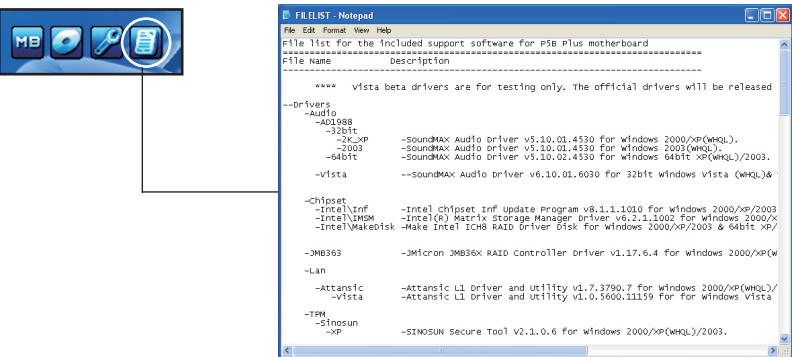 MB
FILELIST - Notepad
File Edit Format View Help
File list for the included support software for P5B Plus motherboard
========================================================================
File Name Description
------------------------------------------------------------------------
**** Vista beta drivers are for testing only. The official drivers will be released
--Drivers
-Audio
-AD1988
-32bit
-2K_XP -SoundMAX Audio Driver v5.10.01.4530 for Windows 2000/XP(WHQL).
-2003 -SoundMAX Audio Driver v5.10.01.4530 for Windows 2003(WHQL).
-64bit -SoundMAX Audio Driver v5.10.02.4530 for Windows 64bit XP(WHQL)/2003.
-Vista --SoundMAX Audio Driver v6.10.01.6030 for 32bit Windows Vista (WHQL)&
-Chipset
-Intel\Inf -Intel Chipset Inf Update Program v8.1.1.1010 for Windows 2000/XP/2003
-Intel\IMSM -Intel(R) Matrix Storage Manager Driver v6.2.1.1002 for Windows 2000/X
-Intel\MakeDisk -Make Intel ICH8 RAID Driver Disk for Windows 2000/XP/2003 & 64bit XP/
-JMB363 -JMicron JMB36X RAID Controller Driver v1.17.6.4 for Windows 2000/XP(W
-Lan
-Attansic -Attansic L1 Driver and Utility v1.7.3790.7 for Windows 2000/XP(WHQL)/
-Vista -Attansic L1 Driver and Utility v1.0.5600.11159 for for Windows Vista
-TPM
-Sinosun
-XP -SINOSUN Secure Tool V2.1.0.6 for Windows 2000/XP(WHQL)/2003.